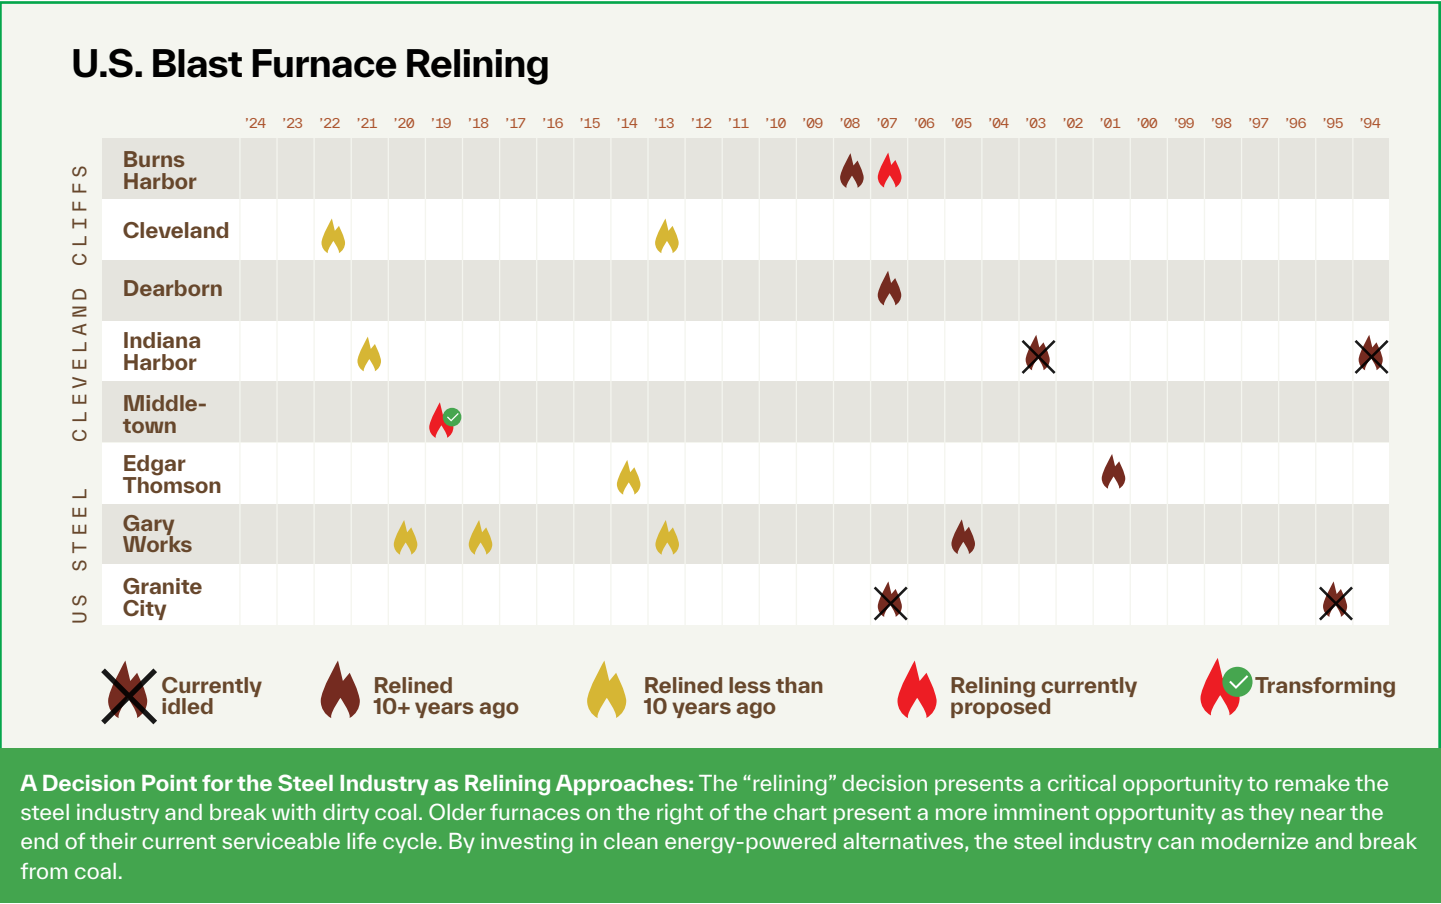 U.S. Blast Furnace Relining
’24 ’23 ’22 ’21 ’20 ’19 ’18 ’17 ’16 ’15 ’14 ’13 ’12 ’11 ’10 ’09 ’08 ’07 ’06 ’05 ’04 ’03 ’02 ’01 ’00 ’99 ’98 ’97 ’96 ’95 ’94
CLEVELAND CLIFFS
Burns
Harbor
Cleveland
Dearborn
Indiana
Harbor
Middle-
town
US STEEL
Edgar
Thomson
Gary
Works
Granite
City
Currently
idled
Relined
10+ years ago
Relined less than
10 years ago
Relining currently
proposed
Transforming
A Decision Point for the Steel Industry as Relining Approaches: The “relining” decision presents a critical opportunity to remake the
steel industry and break with dirty coal. Older furnaces on the right of the chart present a more imminent opportunity as they near the
end of their current serviceable life cycle. By investing in clean energy-powered alternatives, the steel industry can modernize and break
from coal.